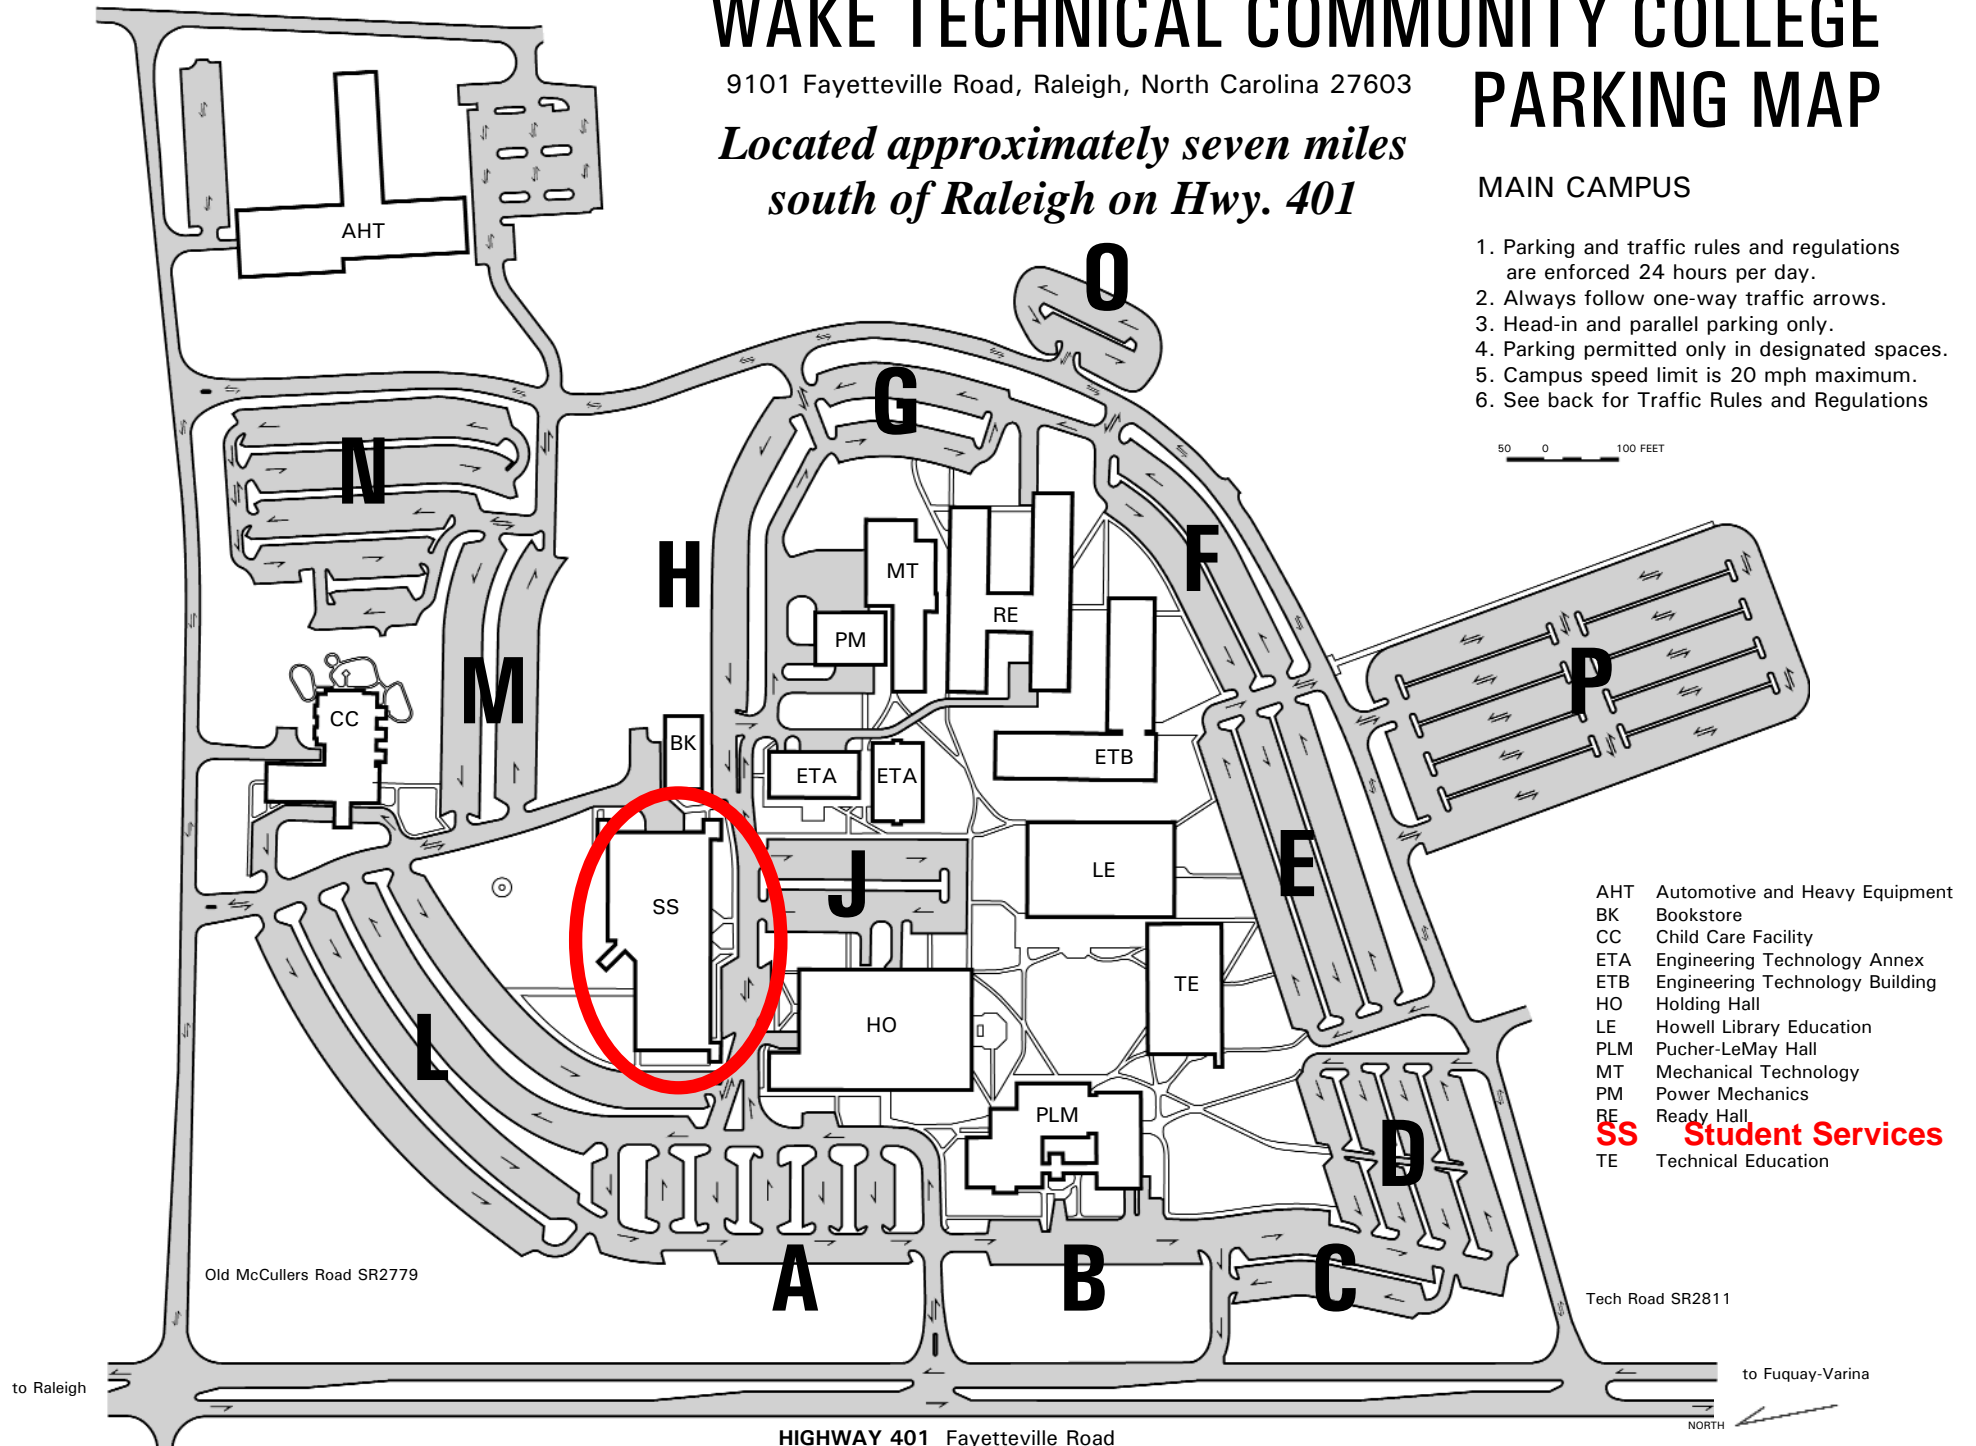 WAKE TECHNICAL COMMUNITY COLLEGE
PARKING MAP
9101 Fayetteville Road, Raleigh, North Carolina 27603
Located approximately seven miles
south of Raleigh on Hwy. 401
MAIN CAMPUS
1. Parking and traffic rules and regulations
are enforced 24 hours per day.
2. Always follow one-way traffic arrows.
3. Head-in and parallel parking only.
4. Parking permitted only in designated spaces.
5. Campus speed limit is 20 mph maximum.
6. See back for Traffic Rules and Regulations
50 0 100 FEET
AHT
O
G
N
H
F
MT
RE
PM
P
M
CC
BK
ETA
ETA
ETB
J
LE
E
SS
TE
HO
L
PLM
D
A
B
C
AHT Automotive and Heavy Equipment
BK Bookstore
CC Child Care Facility
ETA Engineering Technology Annex
ETB Engineering Technology Building
HO Holding Hall
LE Howell Library Education
PLM Pucher-LeMay Hall
MT Mechanical Technology
PM Power Mechanics
RE Ready Hall
SS Student Services
TE Technical Education
Old McCullers Road SR2779
Tech Road SR2811
to Raleigh
to Fuquay-Varina
NORTH
HIGHWAY 401 Fayetteville Road